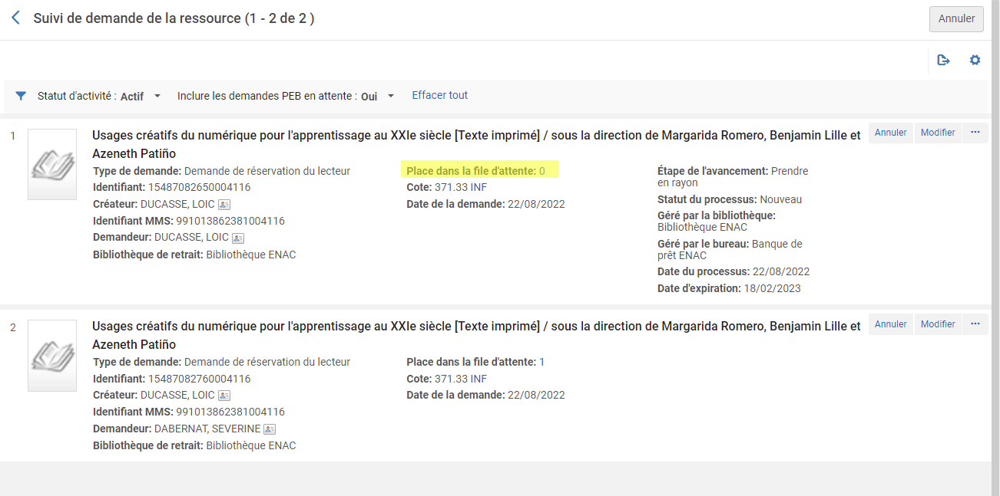 Suivi de demande de la ressource (1 - 2 de 2 )
Annuler
Statut d'activité : Actif
Inclure les demandes PEB en attente : Oui
Effacer tout
1
Usages créatifs du numérique pour l'apprentissage au XXIe siècle [Texte imprimé] / sous la direction de Margarida Romero, Benjamin Lille et
Azeneth Patiño
Annuler
Modifier
Type de demande: Demande de réservation du lecteur
Identifiant: 15487082650004116
Créateur: DUCASSE, LOIC
Identifiant MMS: 991013862381004116
Demandeur: DUCASSE, LOIC
Bibliothèque de retrait: Bibliothèque ENAC
Place dans la file d'attente: 0
Cote: 371.33 INF
Date de la demande: 22/08/2022
Étape de l'avancement: Prendre
en rayon
Statut du processus: Nouveau
Géré par la bibliothèque:
Bibliothèque ENAC
Géré par le bureau: Banque de
prêt ENAC
Date du processus: 22/08/2022
Date d'expiration: 18/02/2023
2
Usages créatifs du numérique pour l'apprentissage au XXIe siècle [Texte imprimé] / sous la direction de Margarida Romero, Benjamin Lille et
Azeneth Patiño
Annuler
Modifier
Type de demande: Demande de réservation du lecteur
Identifiant: 15487082760004116
Créateur: DUCASSE, LOIC
Identifiant MMS: 991013862381004116
Demandeur: DABERNAT, SEVERINE
Bibliothèque de retrait: Bibliothèque ENAC
Place dans la file d'attente: 1
Cote: 371.33 INF
Date de la demande: 22/08/2022